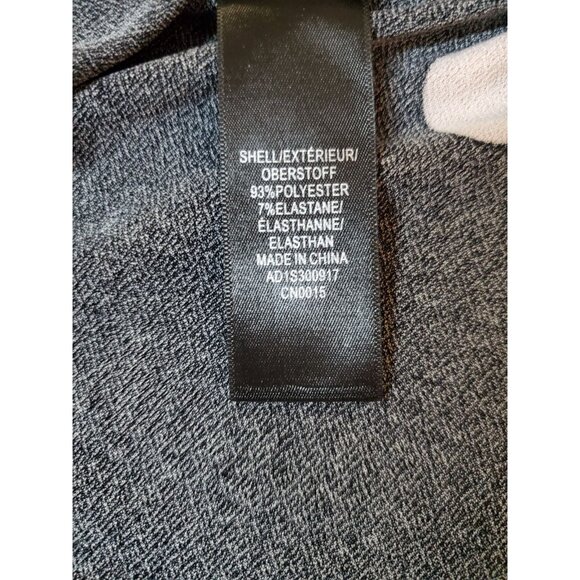 SHELL/EXTÉRIEUR/
OBERSTOFF
93%POLYESTER
7%ELASTANE/
ÉLASTHANNE/
ELASTHAN
MADE IN CHINA
AD1S300917
CN0015